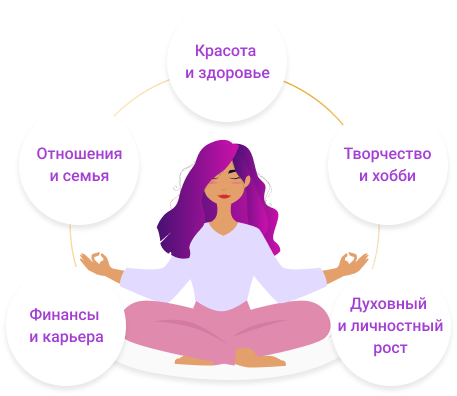 Красота
и здоровье
Отношения
и семья
Творчество
и хобби
Финансы
и карьера
Духовный
и личностный
рост